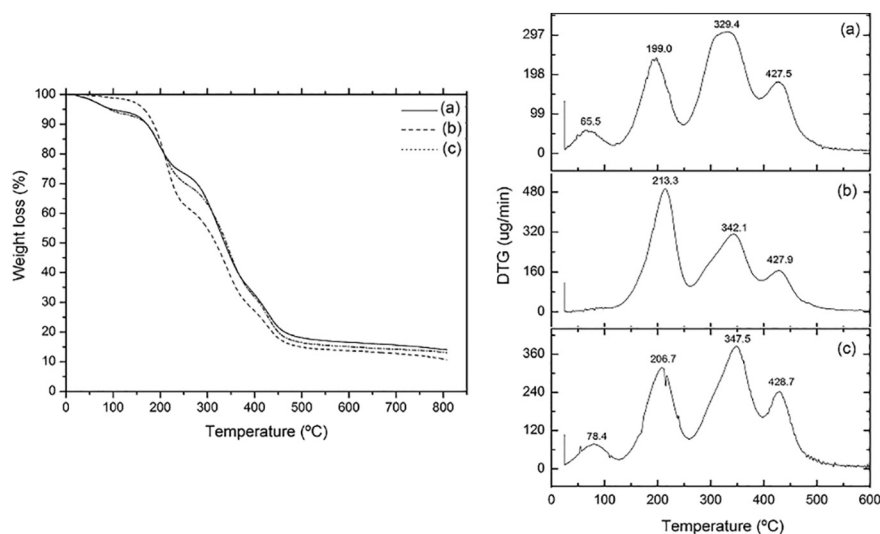 100
90
80
70
60
50
40
30
20
10
0
Weight loss (%)
(a)
(b)
(c)
0 100 200 300 400 500 600 700 800
Temperature (ºC)
DTG (ug/min)
297
198
99
0
65.5
199.0
329.4
427.5
(a)
480
320
160
0
213.3
342.1
427.9
(b)
360
240
120
0
78.4
206.7
347.5
428.7
(c)
0 100 200 300 400 500 600
Temperature (ºC)